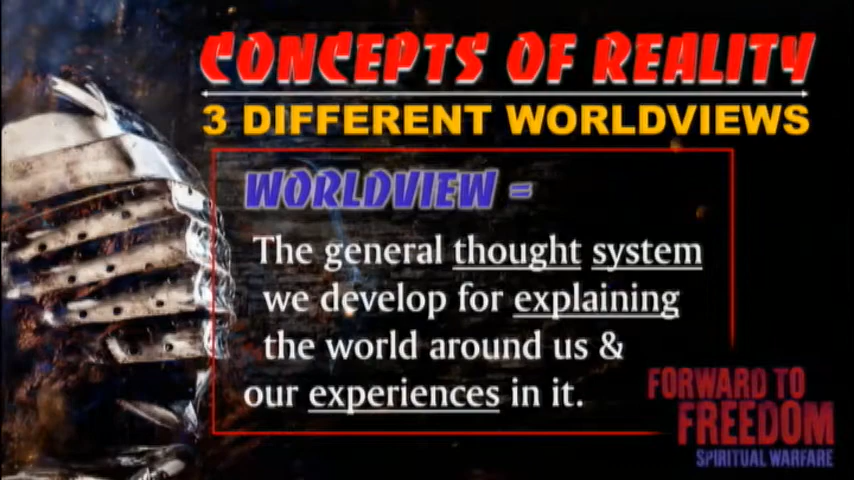 CONCEPTS OF REALITY
3 DIFFERENT WORLDVIEWS
WORLDVIEW =
The general thought system
we develop for explaining
the world around us &
our experiences in it.
FORWARD TO
FREEDOM
SPIRITUAL WARFARE